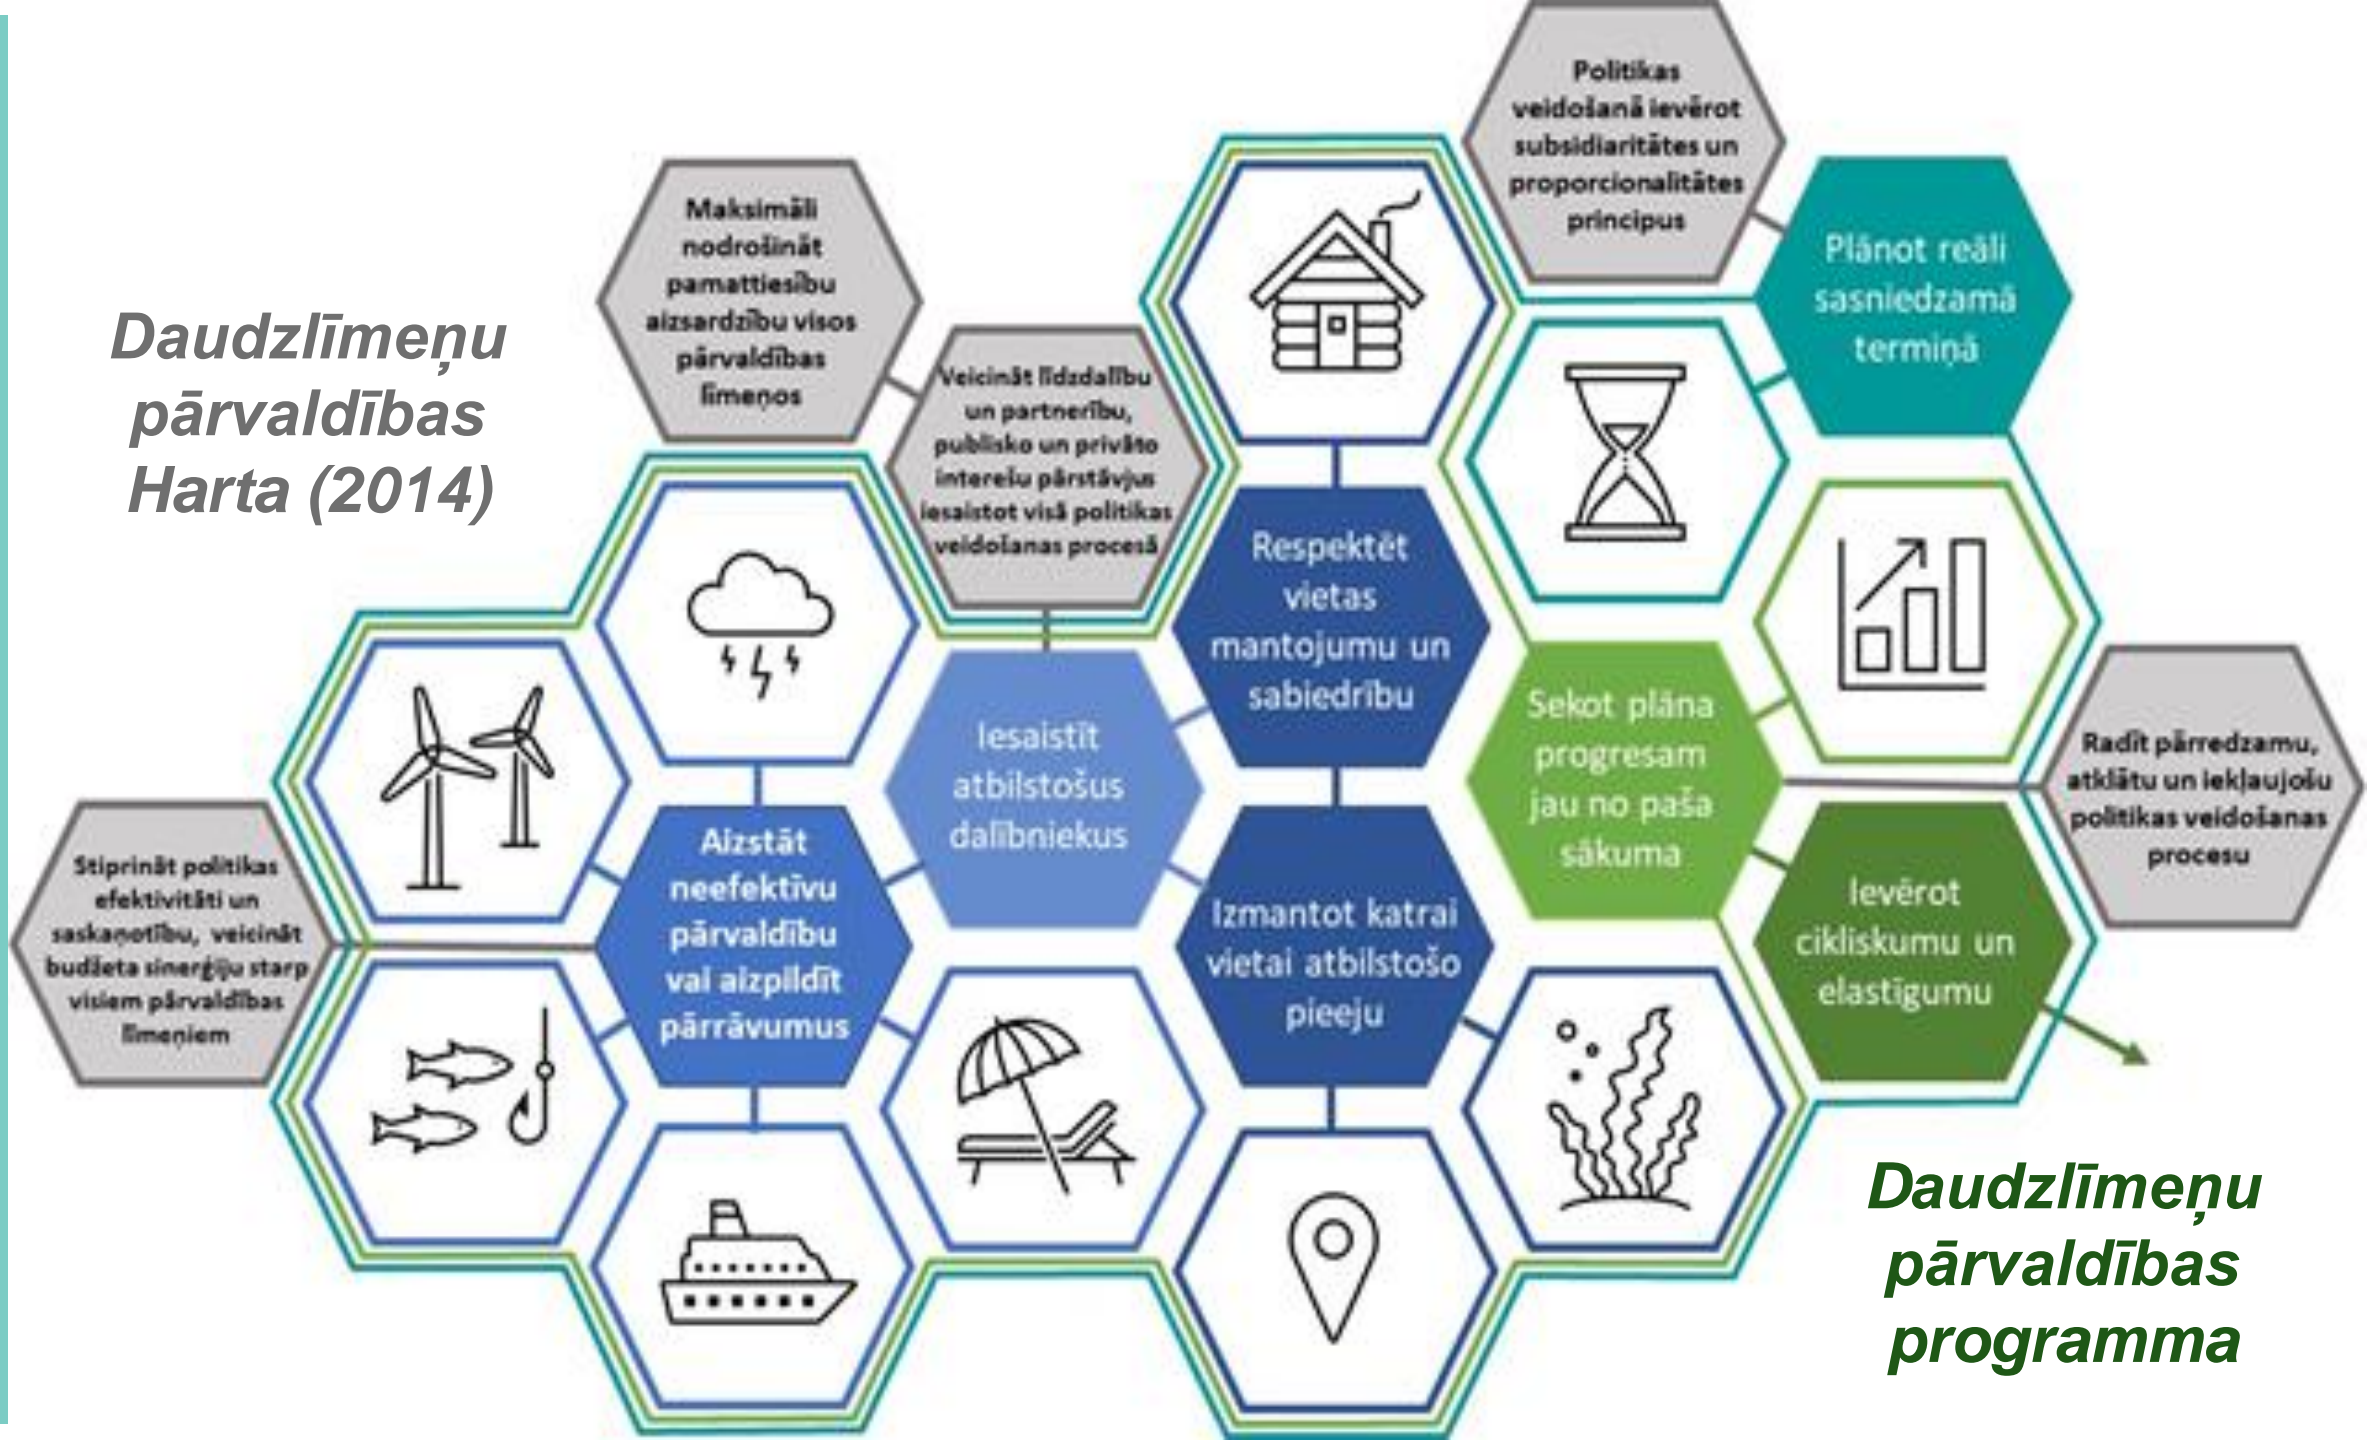 Daudzlīmeņu
pārvaldības
Harta (2014)
Politikas
veidošanā ievērot
subsidiaritātes un
proporcionalitātes
principus
Maksimāli
nodrošināt
pamattiesību
aizsardzību visos
pārvaldības
līmeņos
Plānot reāli
sasniedzamā
termiņā
Veicināt līdzdalību
un partnerību,
publisko un privāto
interešu pārstāvjus
iesaistot visā politikas
veidošanas procesā
Respektēt
vietas
mantojumu un
sabiedrību
Iesaistīt
atbilstošus
dalībniekus
Sekot plāna
progresam
jau no paša
sākuma
Radīt pārredzamu,
atklātu un iekļaujošu
politikas veidošanas
procesu
Stiprināt politikas
efektivitāti un
saskaņotību, veicināt
budžeta sinerģiju starp
visiem pārvaldības
līmeņiem
Aizstāt
neefektīvu
pārvaldību
vai aizpildīt
pārrāvumus
Izmantot katrai
vietai atbilstošo
pieeju
Ievērot
cikliskumu un
elastīgumu
Daudzlīmeņu
pārvaldības
programma